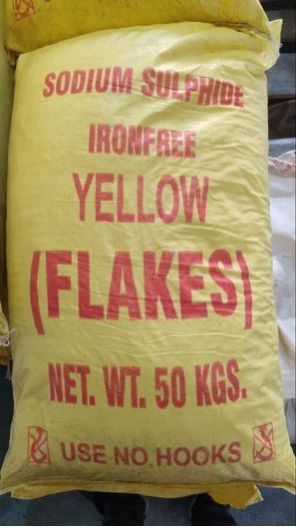 SODIUM SULPHIDE
IRONFREE
YELLOW
(FLAKES)
NET. WT. 50 KGS.
USE NO HOOKS